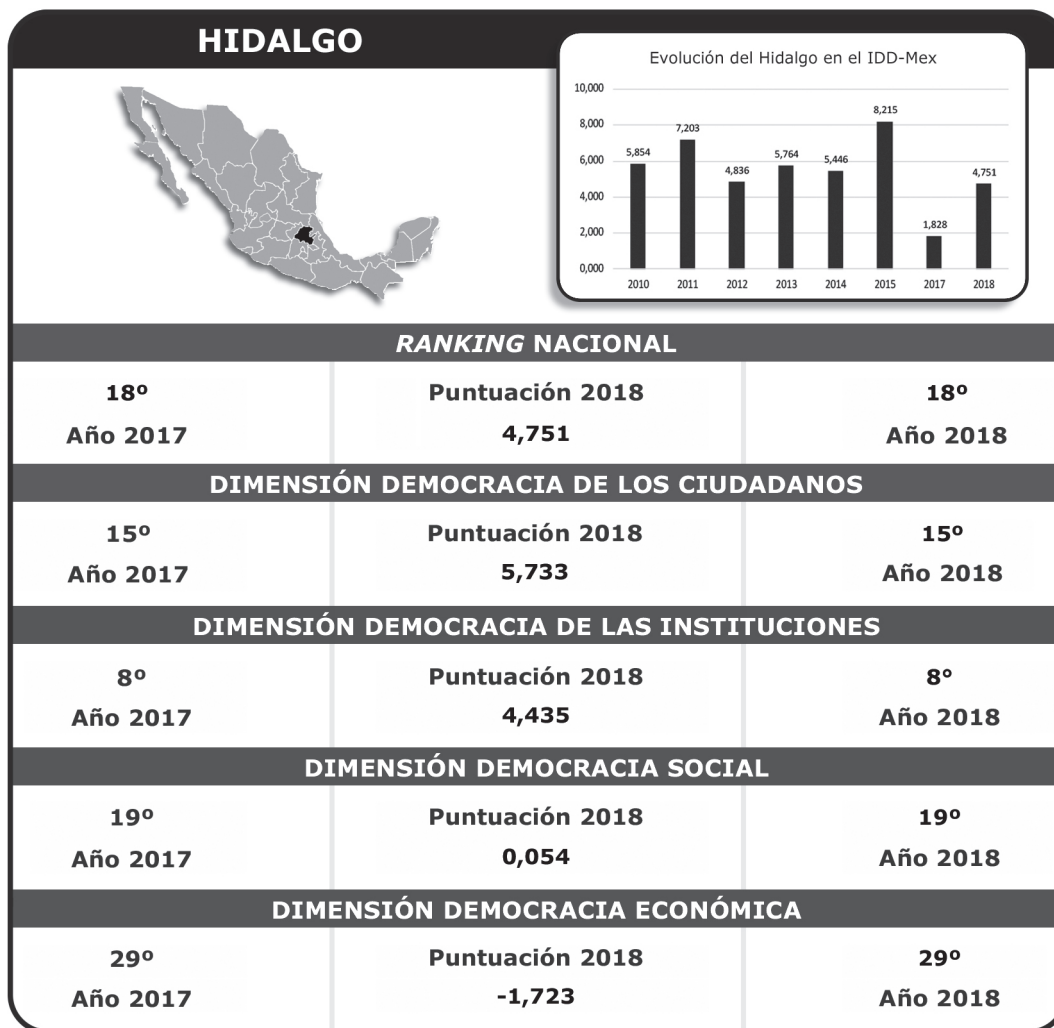 HIDALGO
Evolución del Hidalgo en el IDD-Mex
10,000
8,000
6,000
4,000
2,000
0,000
5,854
7,203
4,836
5,764
5,446
8,215
1,828
4,751
2010 2011 2012 2013 2014 2015 2017 2018
RANKING NACIONAL
18º Puntuación 2018 18º
Año 2017 4,751 Año 2018
DIMENSIÓN DEMOCRACIA DE LOS CIUDADANOS
15º Puntuación 2018 15º
Año 2017 5,733 Año 2018
DIMENSIÓN DEMOCRACIA DE LAS INSTITUCIONES
8º Puntuación 2018 8°
Año 2017 4,435 Año 2018
DIMENSIÓN DEMOCRACIA SOCIAL
19º Puntuación 2018 19º
Año 2017 0,054 Año 2018
DIMENSIÓN DEMOCRACIA ECONÓMICA
29º Puntuación 2018 29º
Año 2017 -1,723 Año 2018